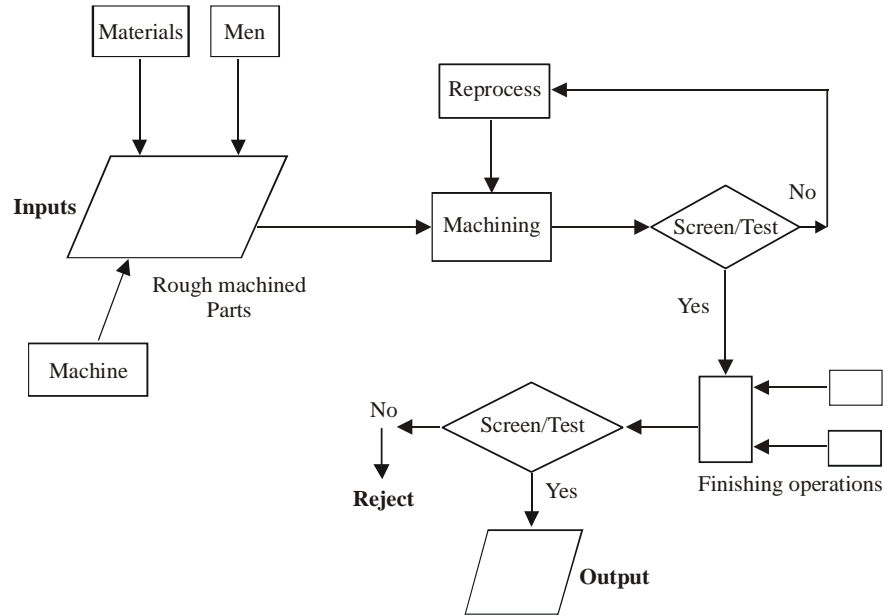 Materials
Men
Reprocess
Inputs
Machining
Screen/Test
No
Rough machined
Parts
Yes
Machine
No
Screen/Test
Reject
Yes
Finishing operations
Output